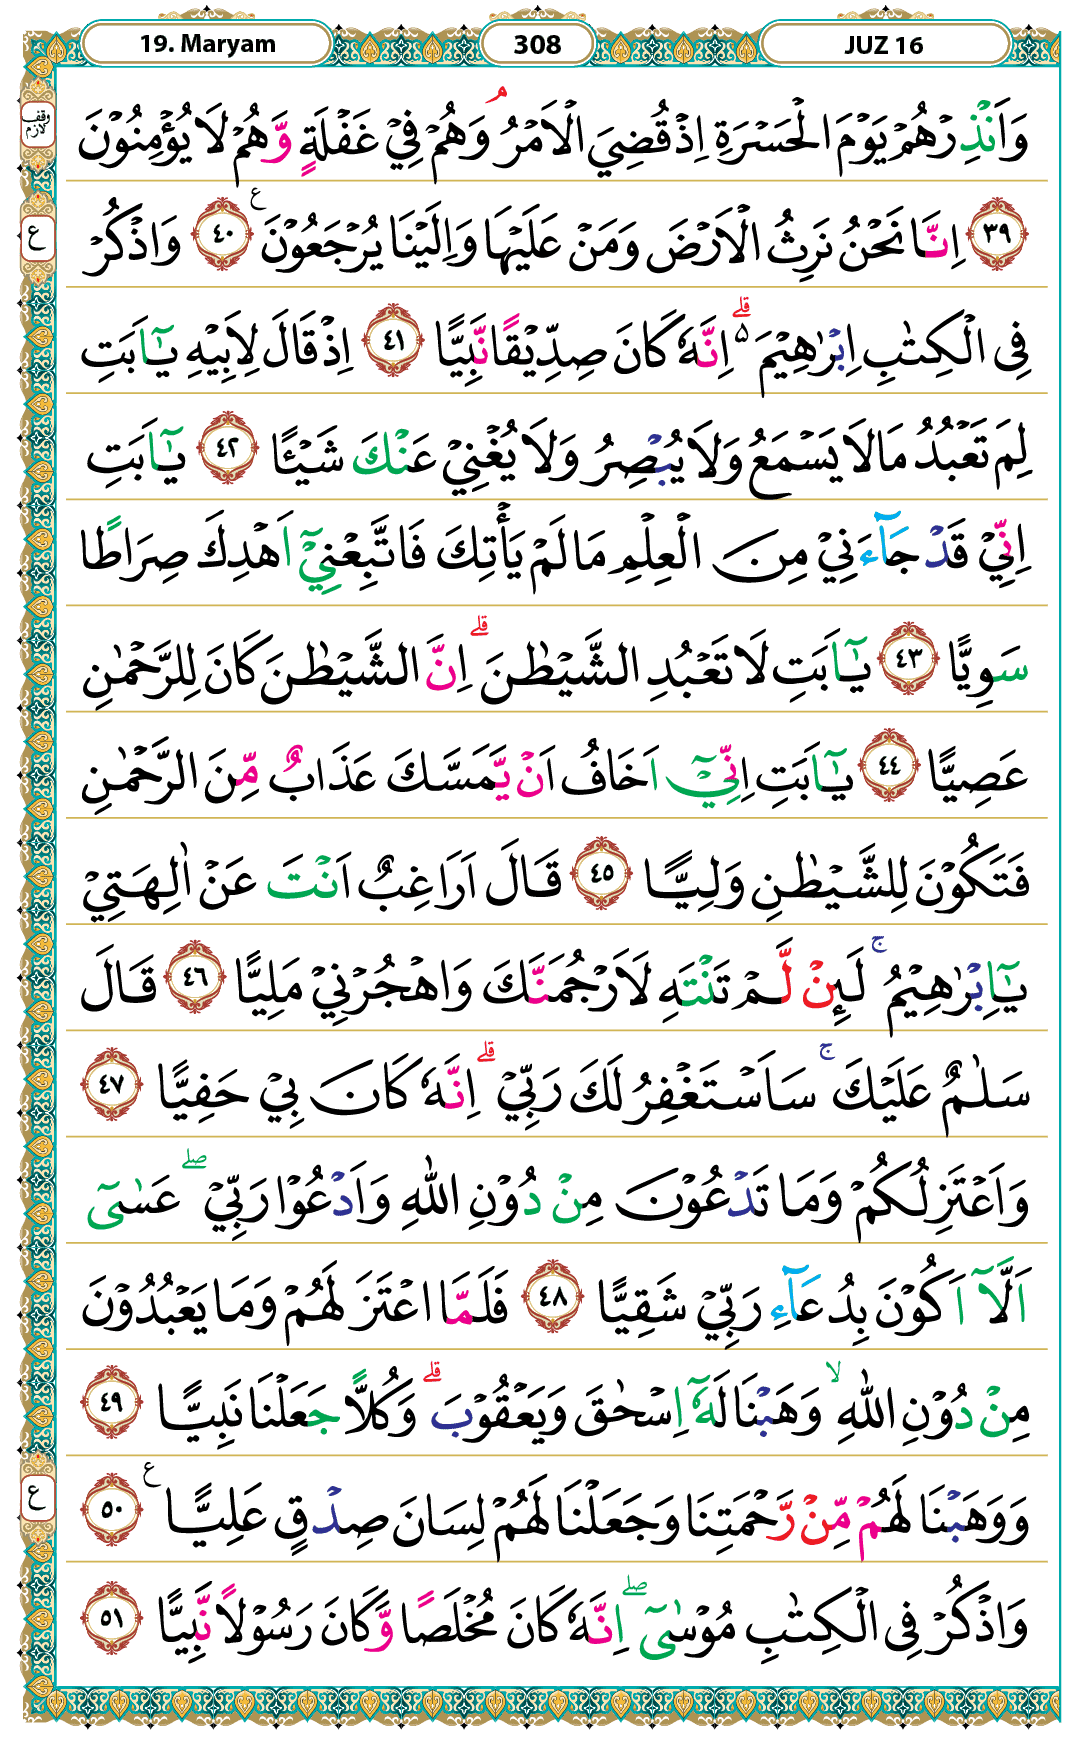 19. Maryam
308
JUZ 16
وقف لازم
وَاَنْذِرْهُمْ يَوْمَ الْحَسْرَةِ اِذْ قُضِيَ الْاَمْرُۘ وَهُمْ فِيْ غَفْلَةٍ وَّهُمْ لَا يُؤْمِنُوْنَ
ع
٣٩ اِنَّا نَحْنُ نَرِثُ الْاَرْضَ وَمَنْ عَلَيْهَا وَاِلَيْنَا يُرْجَعُوْنَ ع ٤٠ وَاذْكُرْ
فِى الْكِتٰبِ اِبْرٰهِيْمَ ەۗ اِنَّهٗ كَانَ صِدِّيْقًا نَّبِيًّا ٤١ اِذْ قَالَ لِاَبِيْهِ يٰٓاَبَتِ
لِمَ تَعْبُدُ مَا لَا يَسْمَعُ وَلَا يُبْصِرُ وَلَا يُغْنِيْ عَنْكَ شَيْـًٔا ٤٢ يٰٓاَبَتِ
اِنِّيْ قَدْ جَاۤءَنِيْ مِنَ الْعِلْمِ مَا لَمْ يَأْتِكَ فَاتَّبِعْنِيْٓ اَهْدِكَ صِرَاطًا
سَوِيًّا ٤٣ يٰٓاَبَتِ لَا تَعْبُدِ الشَّيْطٰنَۗ اِنَّ الشَّيْطٰنَ كَانَ لِلرَّحْمٰنِ
عَصِيًّا ٤٤ يٰٓاَبَتِ اِنِّيْٓ اَخَافُ اَنْ يَّمَسَّكَ عَذَابٌ مِّنَ الرَّحْمٰنِ
فَتَكُوْنَ لِلشَّيْطٰنِ وَلِيًّا ٤٥ قَالَ اَرَاغِبٌ اَنْتَ عَنْ اٰلِهَتِيْ
يٰٓاِبْرٰهِيْمُ ۚ لَىِٕنْ لَّمْ تَنْتَهِ لَاَرْجُمَنَّكَ وَاهْجُرْنِيْ مَلِيًّا ٤٦ قَالَ
سَلٰمٌ عَلَيْكَۚ سَاَسْتَغْفِرُ لَكَ رَبِّيْۗ اِنَّهٗ كَانَ بِيْ حَفِيًّا ٤٧
وَاَعْتَزِلُكُمْ وَمَا تَدْعُوْنَ مِنْ دُوْنِ اللّٰهِ وَاَدْعُوْا رَبِّيْۖ عَسٰىٓ
اَلَّآ اَكُوْنَ بِدُعَاۤءِ رَبِّيْ شَقِيًّا ٤٨ فَلَمَّا اعْتَزَلَهُمْ وَمَا يَعْبُدُوْنَ
مِنْ دُوْنِ اللّٰهِ ۙ وَهَبْنَا لَهٗٓ اِسْحٰقَ وَيَعْقُوْبَۗ وَكُلًّا جَعَلْنَا نَبِيًّا ٤٩
ع
وَوَهَبْنَا لَهُمْ مِّنْ رَّحْمَتِنَا وَجَعَلْنَا لَهُمْ لِسَانَ صِدْقٍ عَلِيًّا ع ٥٠
وَاذْكُرْ فِى الْكِتٰبِ مُوْسٰىٓۖ اِنَّهٗ كَانَ مُخْلَصًا وَّكَانَ رَسُوْلًا نَّبِيًّا ٥١